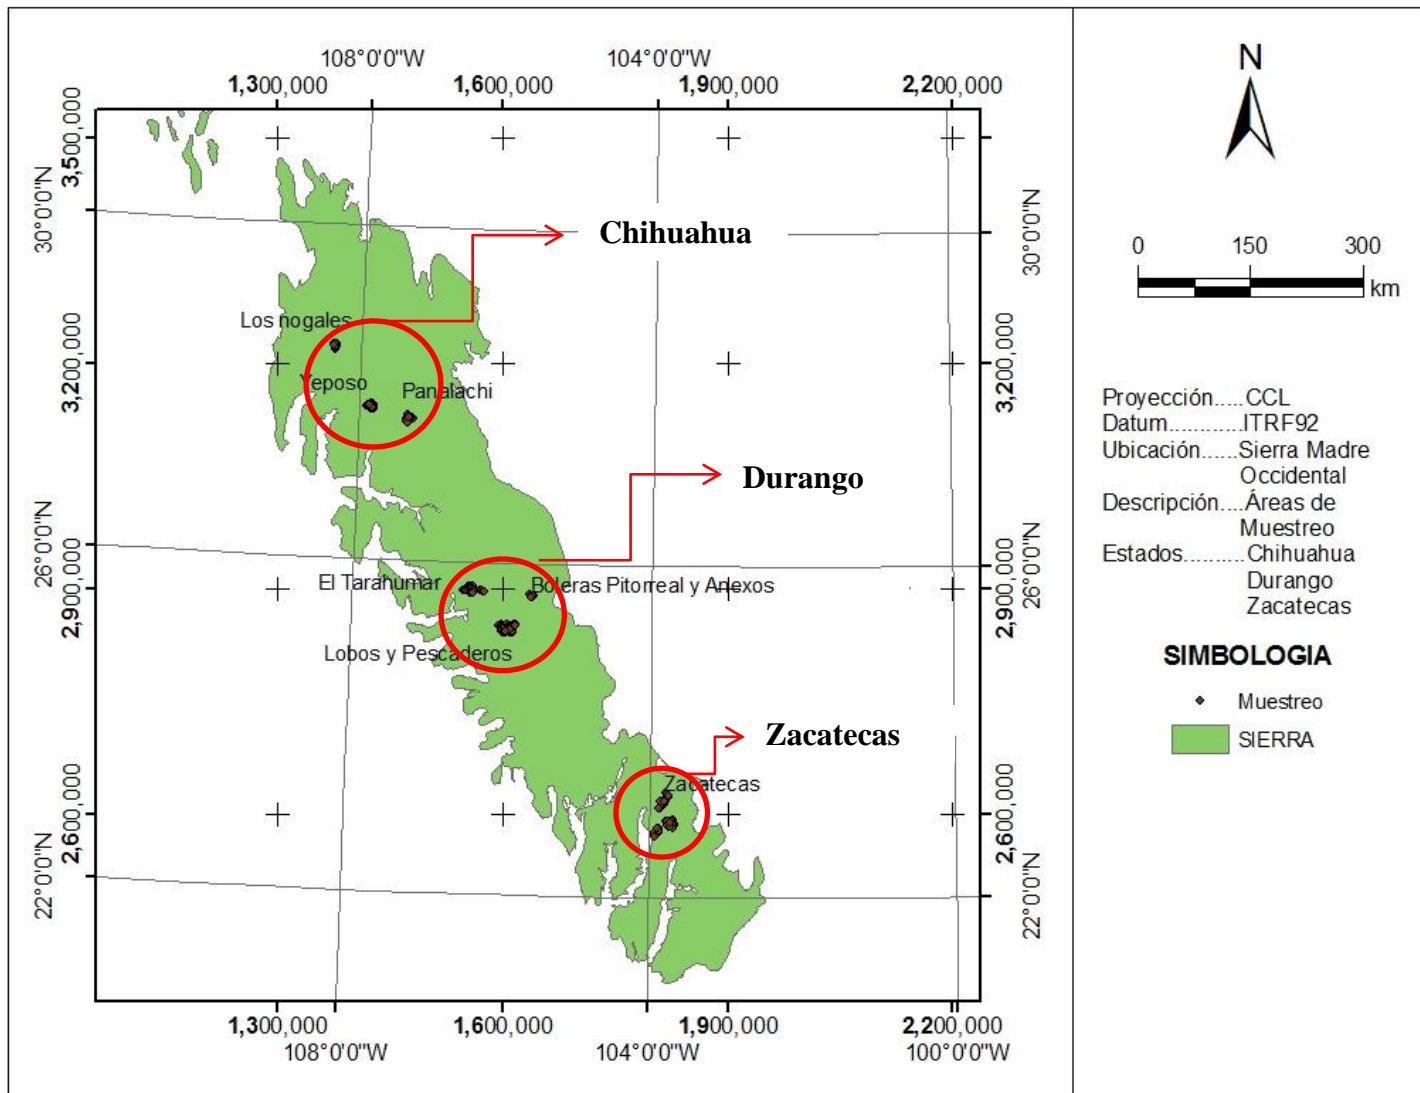 108°0'0"W 104°0'0"W
1,300,000 1,600,000 1,900,000 2,200,000
3,500,000
30°0'0"N
3,200,000
26°0'0"N
2,900,000
2,600,000
22°0'0"N
Chihuahua
Los nogales
Yeposo
Panalachi
Durango
El Tarahumar
Boleras Pitorreal y Anexos
Lobos y Pescaderos
Zacatecas
Zacatecas
30°0'0"N
3,200,000
26°0'0"N
2,900,000
2,600,000
22°0'0"N
1,300,000 1,600,000 1,900,000 2,200,000
108°0'0"W 104°0'0"W 100°0'0"W
N
0 150 300
km
Proyección.....CCL
Datum............ITRF92
Ubicación......Sierra Madre
Occidental
Descripción....Áreas de
Muestreo
Estados..........Chihuahua
Durango
Zacatecas
SIMBOLOGIA
Muestreo
SIERRA